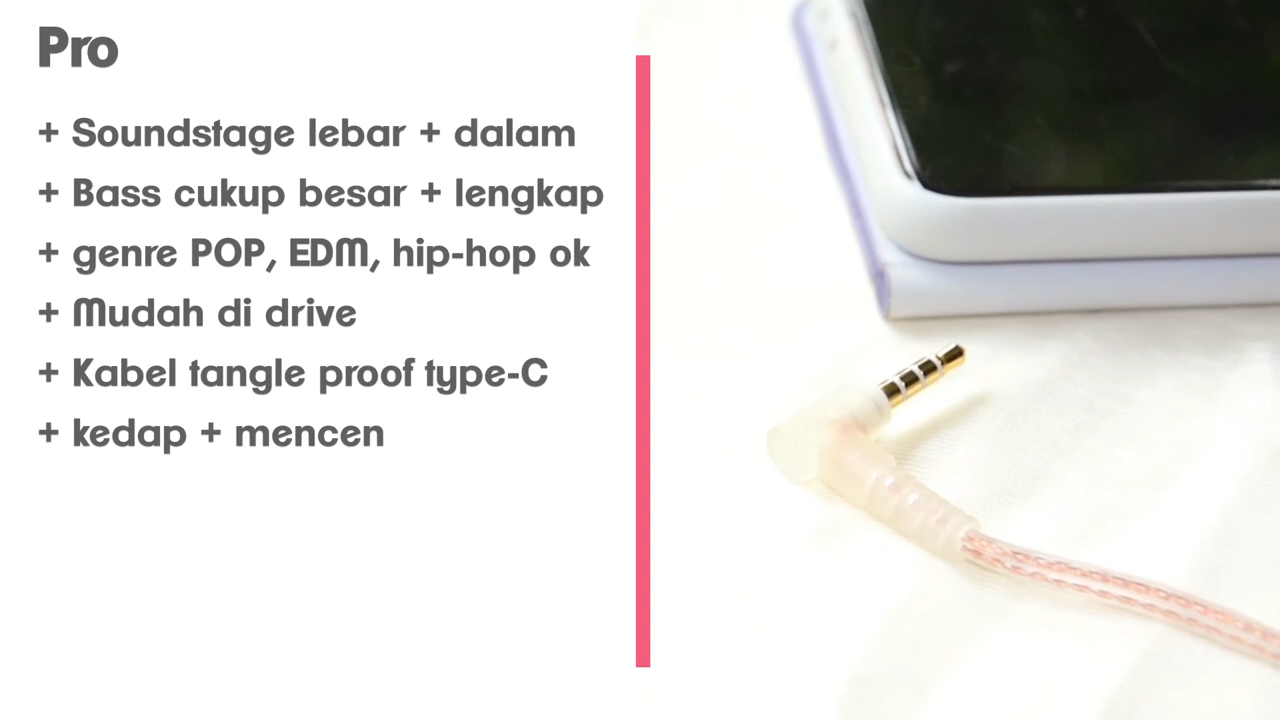 Pro
+ Soundstage lebar + dalam
+ Bass cukup besar + lengkap
+ genre POP, EDM, hip-hop ok
+ Mudah di drive
+ Kabel tangle proof type-C
+ kedap + mencen